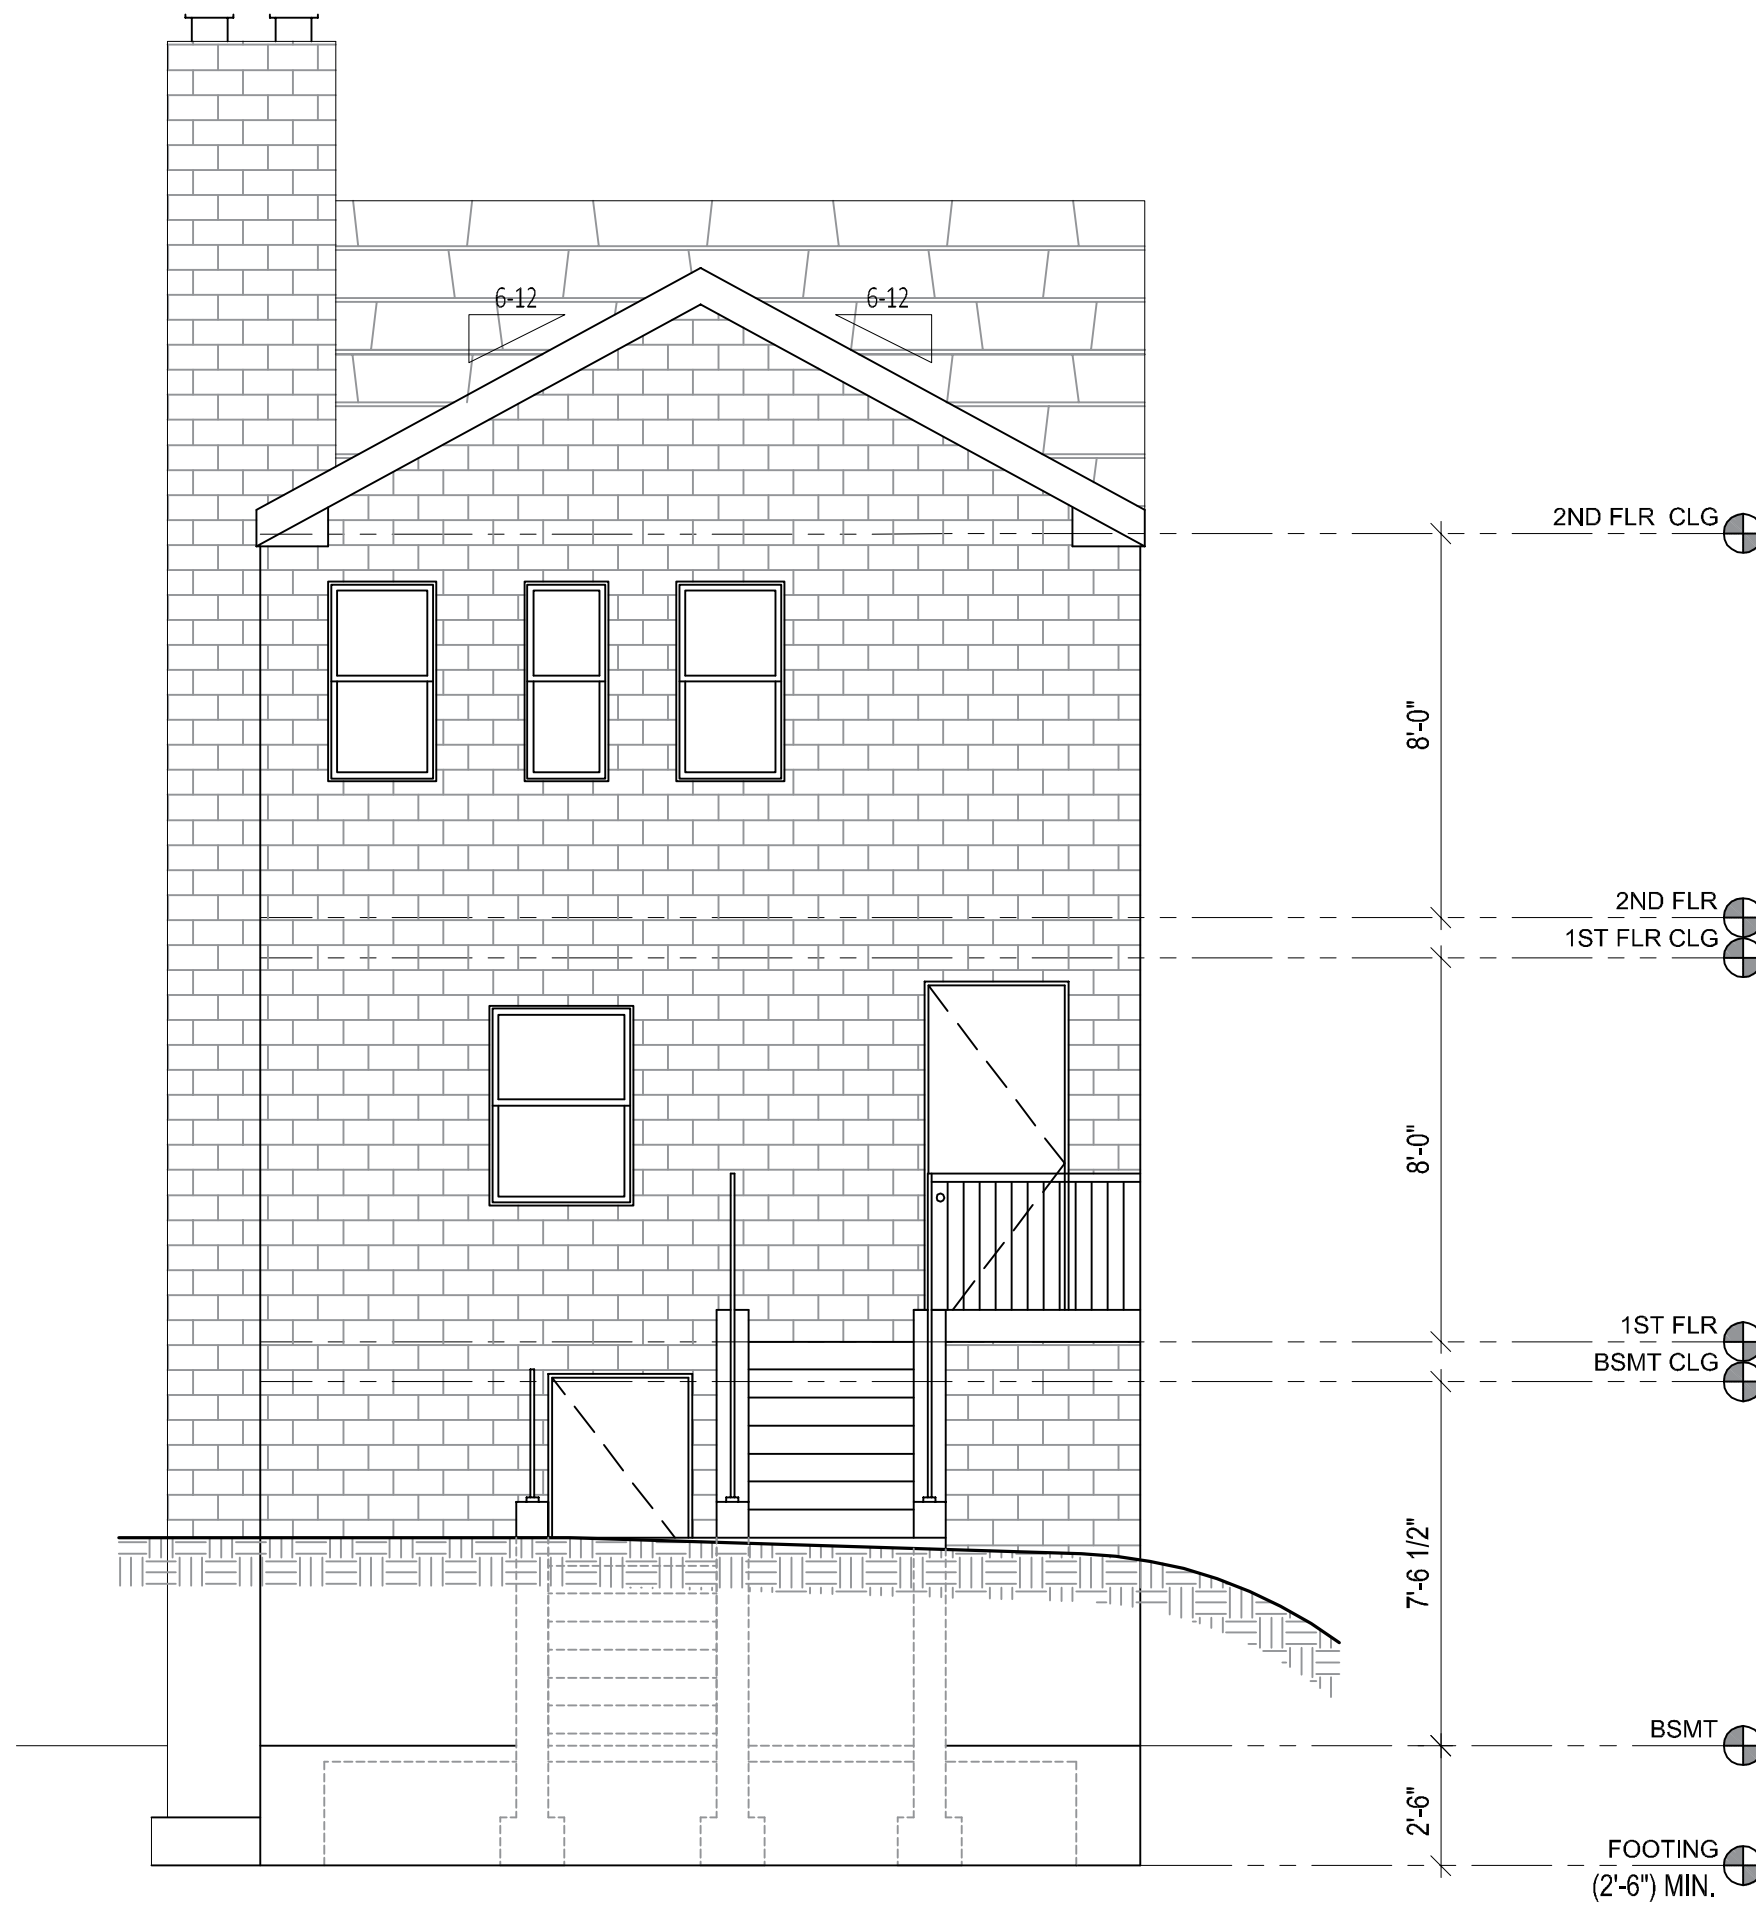 6-12
6-12
2ND FLR CLG
8'-0"
2ND FLR
1ST FLR CLG
8'-0"
1ST FLR
BSMT CLG
7'-6 1/2"
BSMT
2'-6"
FOOTING
(2'-6") MIN.